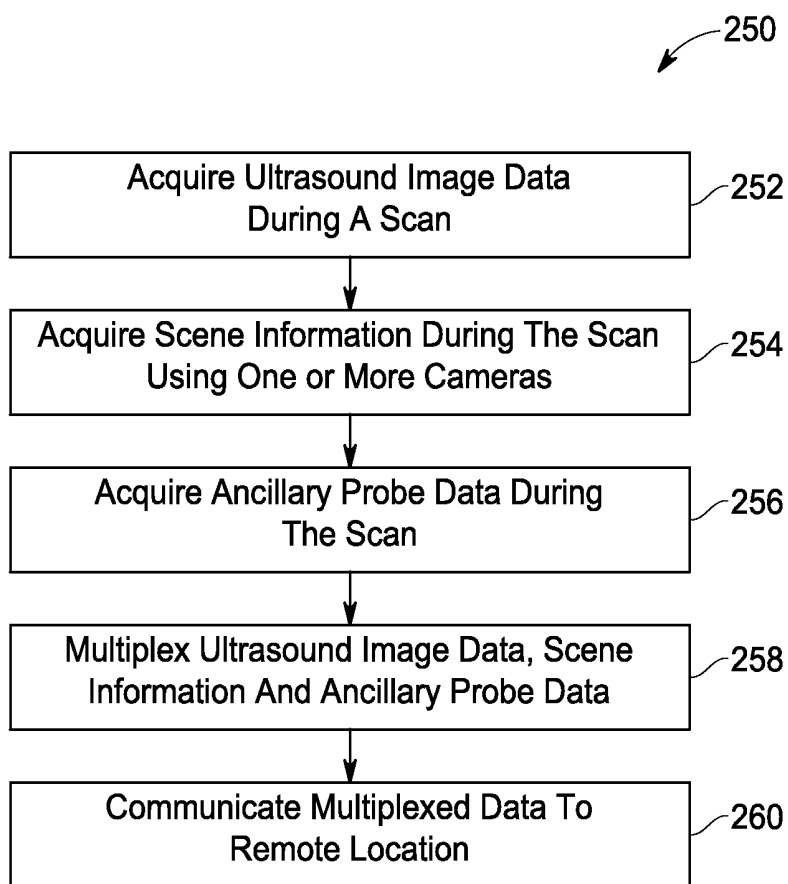 250
Acquire Ultrasound Image Data
During A Scan
252
Acquire Scene Information During The Scan
Using One or More Cameras
254
Acquire Ancillary Probe Data During
The Scan
256
Multiplex Ultrasound Image Data, Scene
Information And Ancillary Probe Data
258
Communicate Multiplexed Data To
Remote Location
260